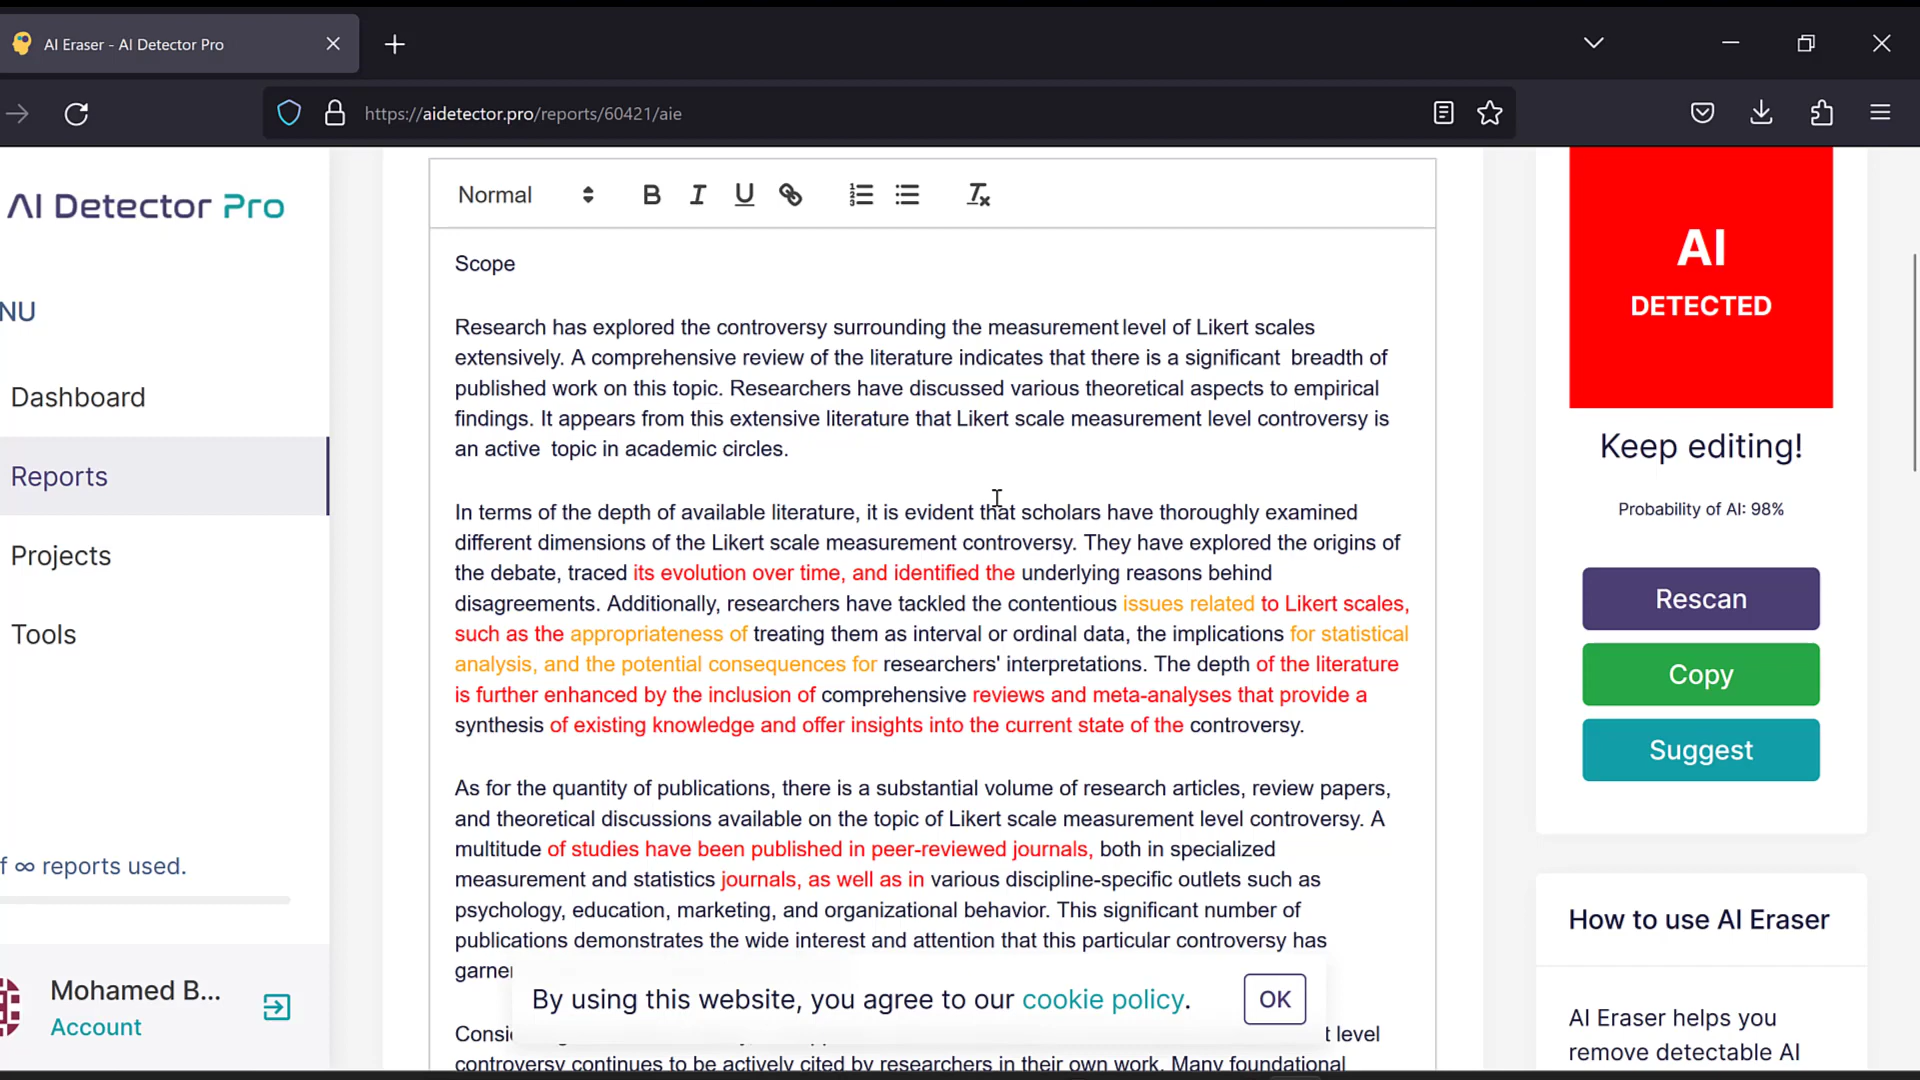 AI Eraser - AI Detector Pro
https://aidetector.pro/reports/60421/aie
AI Detector Pro
NU
Dashboard
Reports
Projects
Tools
f ∞ reports used.
Mohamed B...
Account
Normal
B I U
Scope
Research has explored the controversy surrounding the measurement level of Likert scales
extensively. A comprehensive review of the literature indicates that there is a significant breadth of
published work on this topic. Researchers have discussed various theoretical aspects to empirical
findings. It appears from this extensive literature that Likert scale measurement level controversy is
an active topic in academic circles.
In terms of the depth of available literature, it is evident that scholars have thoroughly examined
different dimensions of the Likert scale measurement controversy. They have explored the origins of
the debate, traced its evolution over time, and identified the underlying reasons behind
disagreements. Additionally, researchers have tackled the contentious issues related to Likert scales,
such as the appropriateness of treating them as interval or ordinal data, the implications for statistical
analysis, and the potential consequences for researchers' interpretations. The depth of the literature
is further enhanced by the inclusion of comprehensive reviews and meta-analyses that provide a
synthesis of existing knowledge and offer insights into the current state of the controversy.
As for the quantity of publications, there is a substantial volume of research articles, review papers,
and theoretical discussions available on the topic of Likert scale measurement level controversy. A
multitude of studies have been published in peer-reviewed journals, both in specialized
measurement and statistics journals, as well as in various discipline-specific outlets such as
psychology, education, marketing, and organizational behavior. This significant number of
publications demonstrates the wide interest and attention that this particular controversy has
garner
By using this website, you agree to our cookie policy.
OK
Consi
t level
controversy continues to be actively cited by researchers in their own work. Many foundational
AI
DETECTED
Keep editing!
Probability of AI: 98%
Rescan
Copy
Suggest
How to use AI Eraser
AI Eraser helps you
remove detectable AI